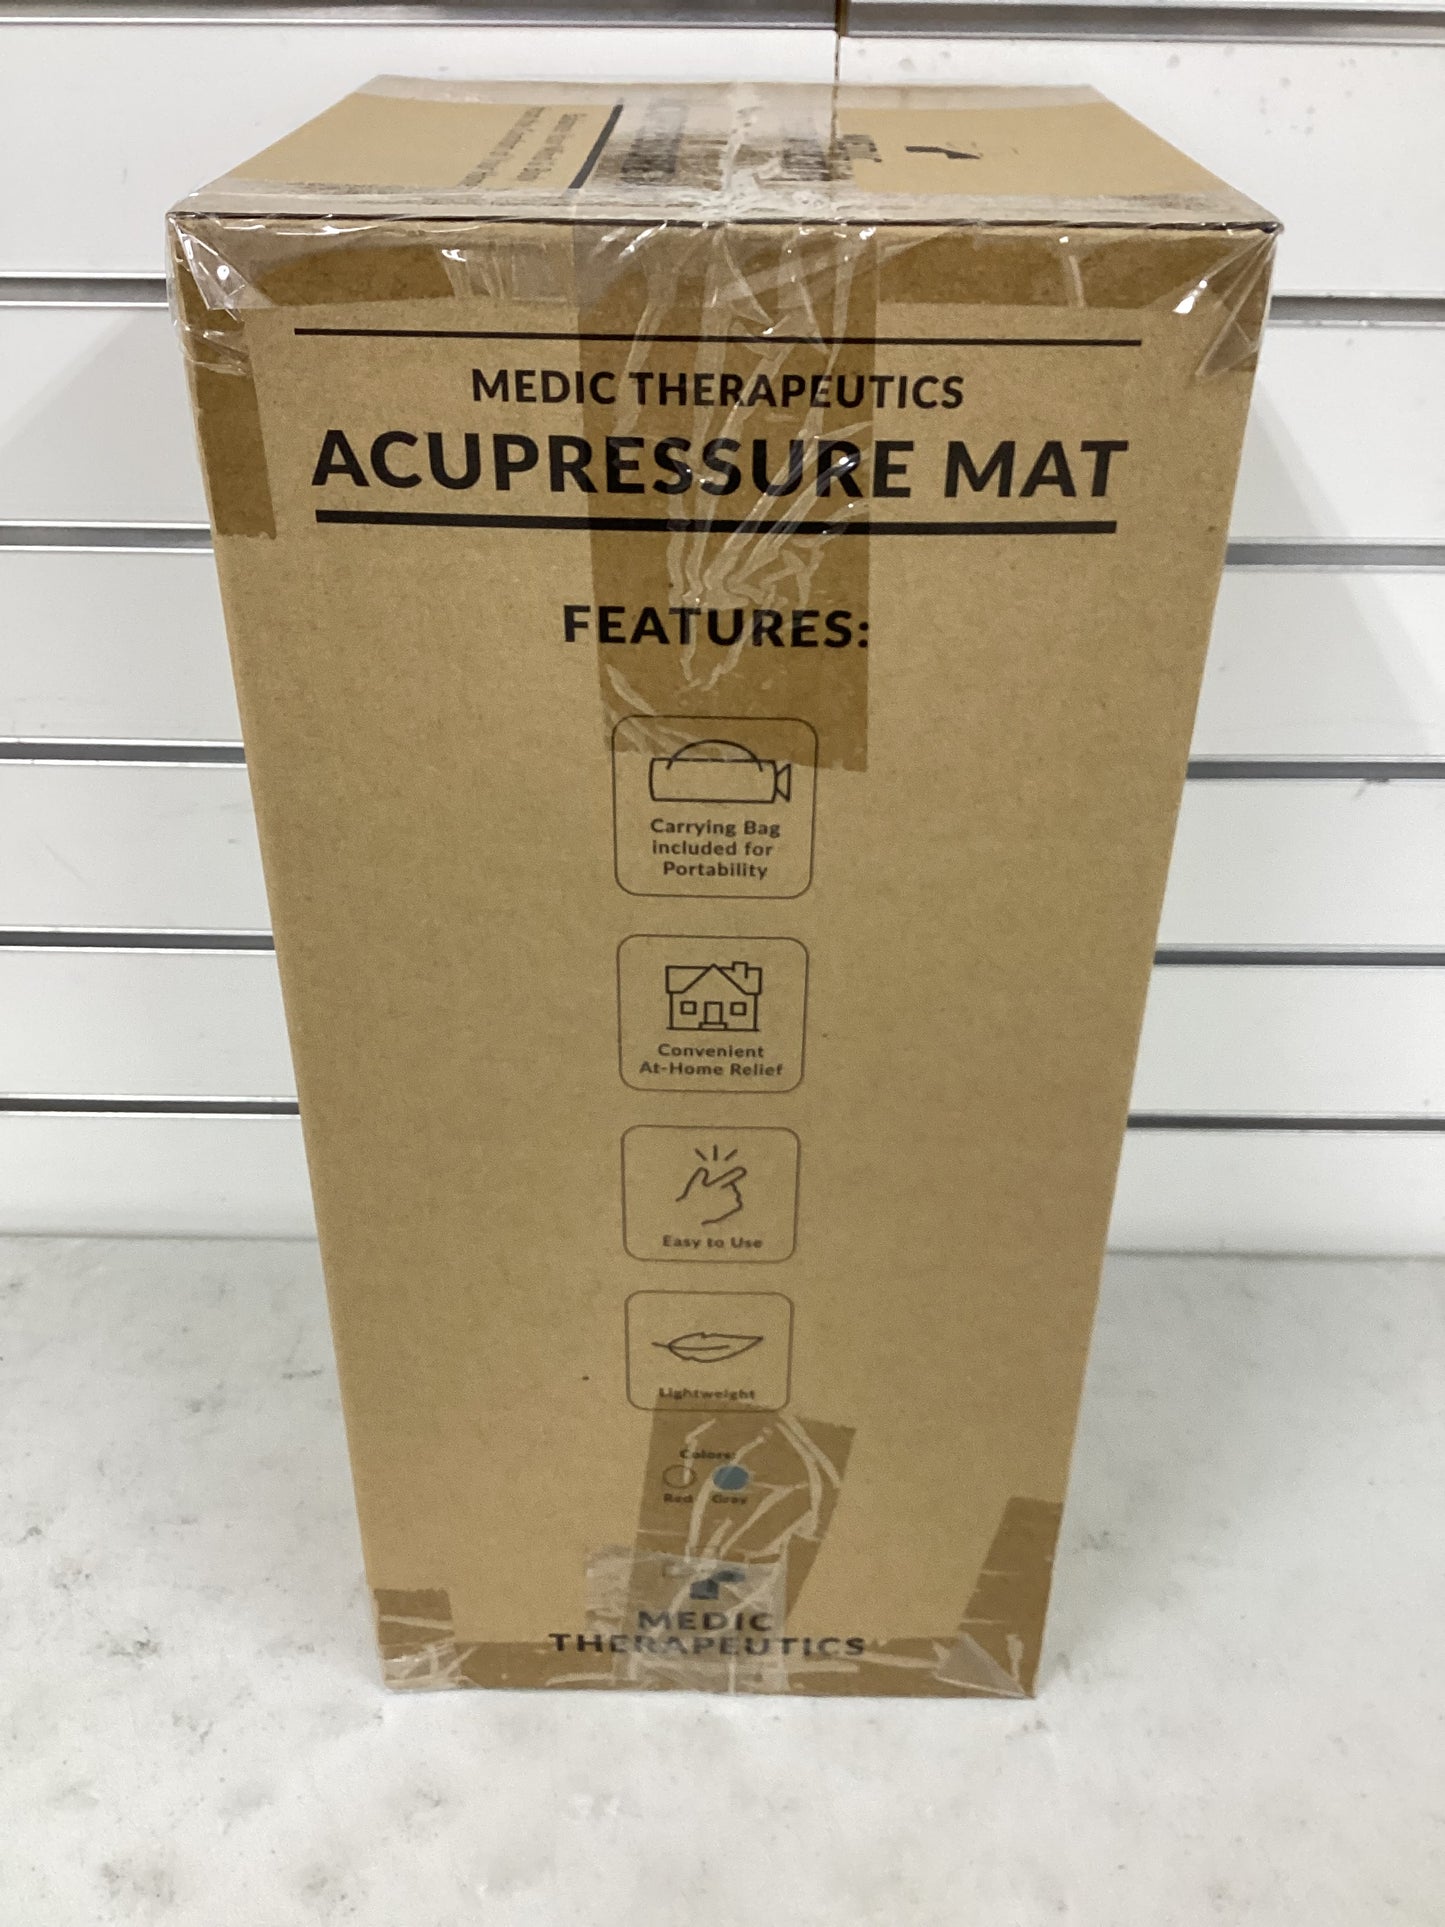 MEDIC THERAPEUTICS
ACUPRESSURE MAT
FEATURES:
Carrying Bag
included for
Portability
Convenient
At-Home Relief
Easy to Use
Lightweight
Colors:
Red Gray
MEDIC
THERAPEUTICS